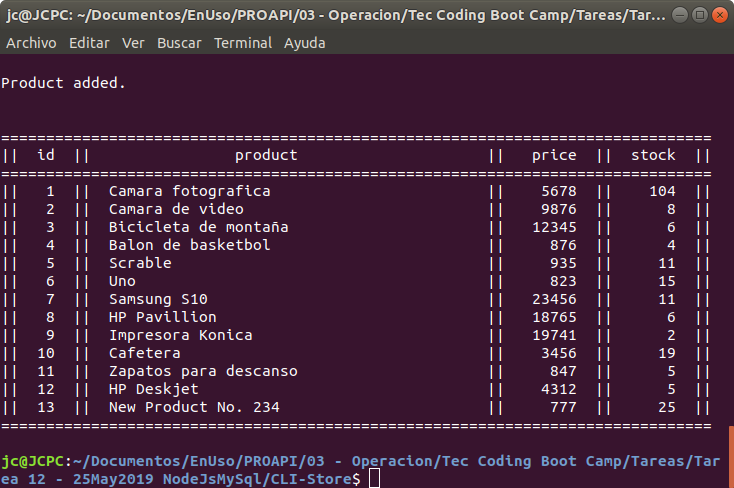 jc@JCPC: ~/Documentos/EnUso/PROAPI/03 - Operacion/Tec Coding Boot Camp/Tareas/Tar...
Archivo Editar Ver Buscar Terminal Ayuda
Product added.
===============================================================================
||  id  ||                product                     ||   price  ||  stock  ||
===============================================================================
||   1  ||  Camara fotografica                        ||    5678  ||    104  ||
||   2  ||  Camara de video                           ||    9876  ||      8  ||
||   3  ||  Bicicleta de montaña                      ||   12345  ||      6  ||
||   4  ||  Balon de basketbol                        ||     876  ||      4  ||
||   5  ||  Scrable                                   ||     935  ||     11  ||
||   6  ||  Uno                                       ||     823  ||     15  ||
||   7  ||  Samsung S10                               ||   23456  ||     11  ||
||   8  ||  HP Pavillion                              ||   18765  ||      6  ||
||   9  ||  Impresora Konica                          ||   19741  ||      2  ||
||  10  ||  Cafetera                                  ||    3456  ||     19  ||
||  11  ||  Zapatos para descanso                     ||     847  ||      5  ||
||  12  ||  HP Deskjet                                ||    4312  ||      5  ||
||  13  ||  New Product No. 234                       ||     777  ||     25  ||
===============================================================================
jc@JCPC:~/Documentos/EnUso/PROAPI/03 - Operacion/Tec Coding Boot Camp/Tareas/Tar
ea 12 - 25May2019 NodeJsMySql/CLI-Store$